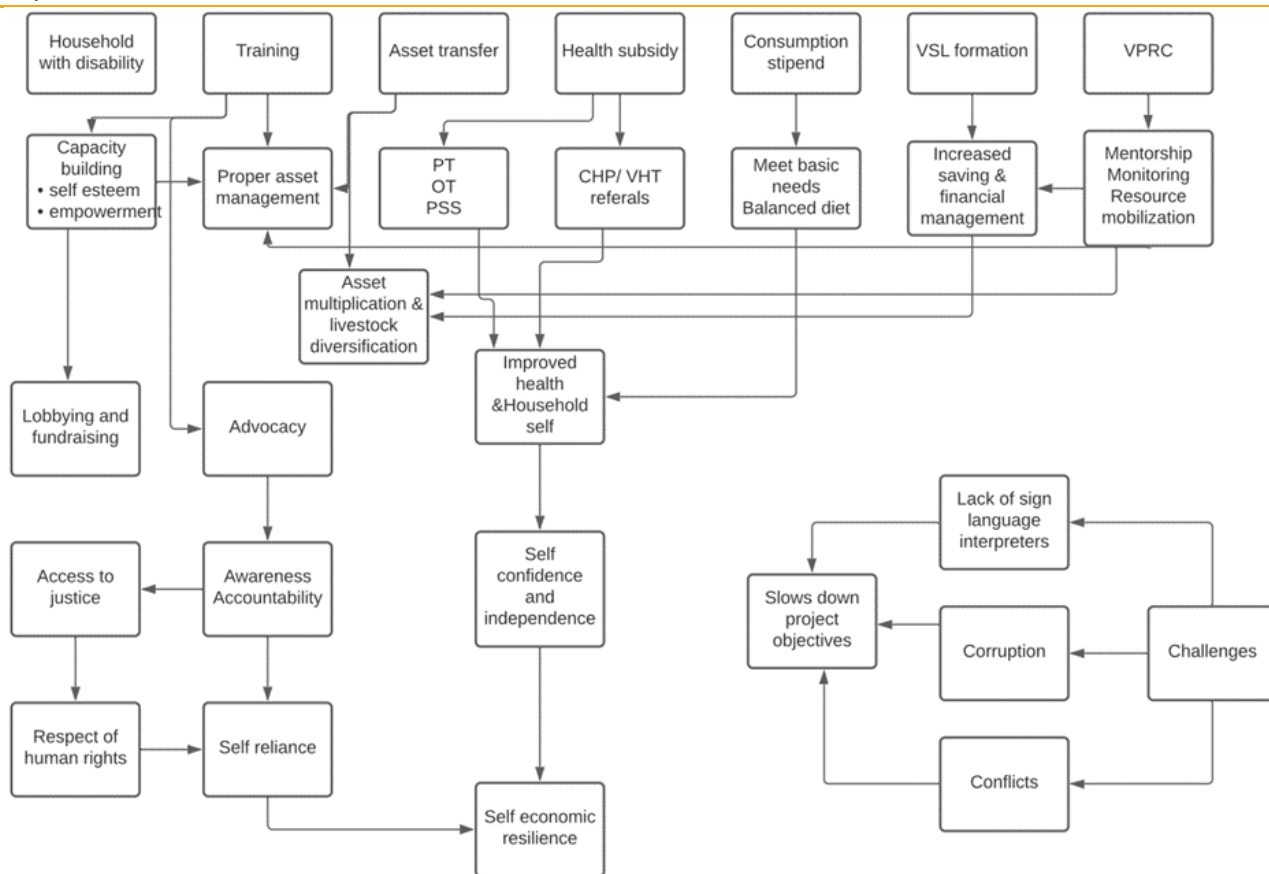 Household
with disability
Training
Asset transfer
Health subsidy
Consumption
stipend
VSL formation
VPRC
Capacity
building
• self esteem
• empowerment
Proper asset
management
PT
OT
PSS
CHP/ VHT
referals
Meet basic
needs
Balanced diet
Increased
saving &
financial
management
Mentorship
Monitoring
Resource
mobilization
Asset
multiplication &
livestock
diversification
Improved
health
&Household
self
Lobbying and
fundraising
Advocacy
Lack of sign
language
interpreters
Access to
justice
Awareness
Accountability
Self
confidence
and
independence
Slows down
project
objectives
Corruption
Challenges
Respect of
human rights
Self reliance
Conflicts
Self economic
resilience